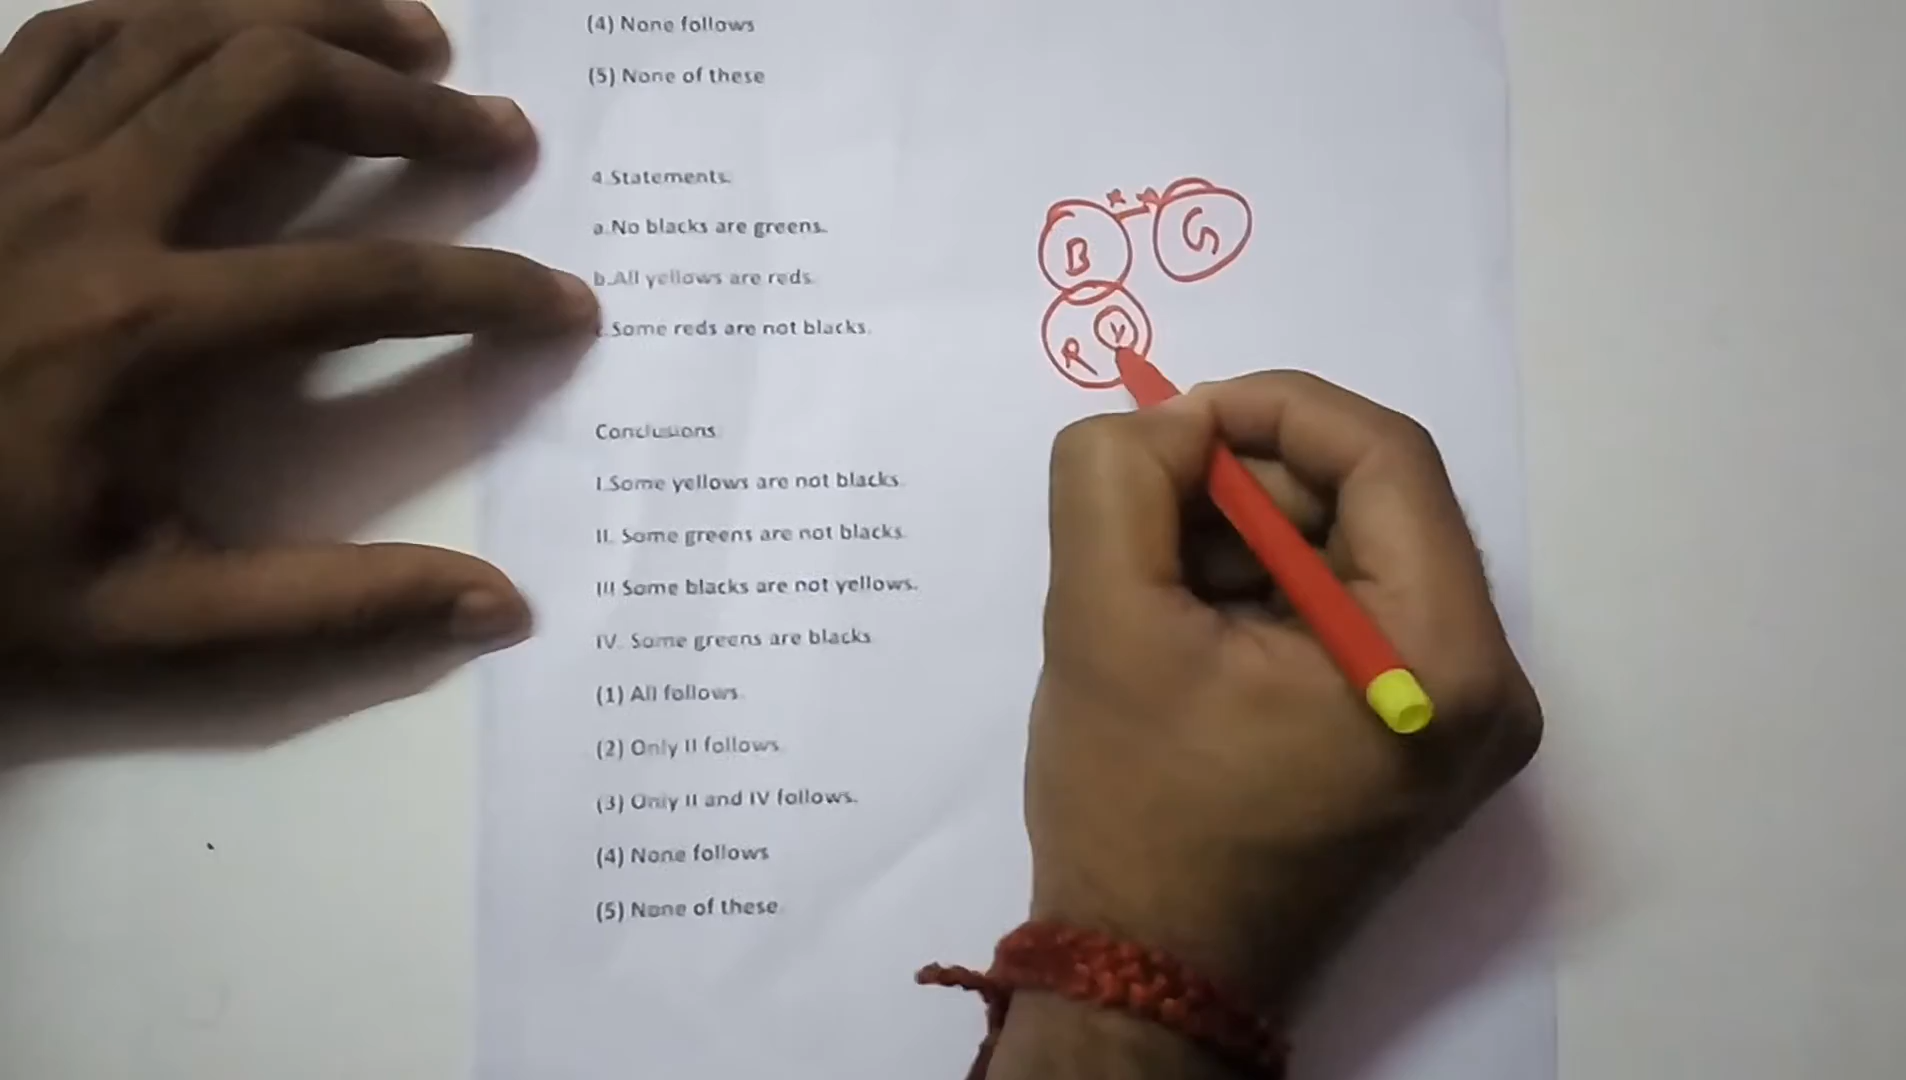 (4) None follows
(5) None of these
4.Statements.
a.No blacks are greens.
b.All yellows are reds.
c.Some reds are not blacks.
B G
R Y
Conclusions
I.Some yellows are not blacks.
II. Some greens are not blacks.
III Some blacks are not yellows.
IV. Some greens are blacks
(1) All follows.
(2) Only II follows.
(3) Only II and IV follows.
(4) None follows
(5) None of these